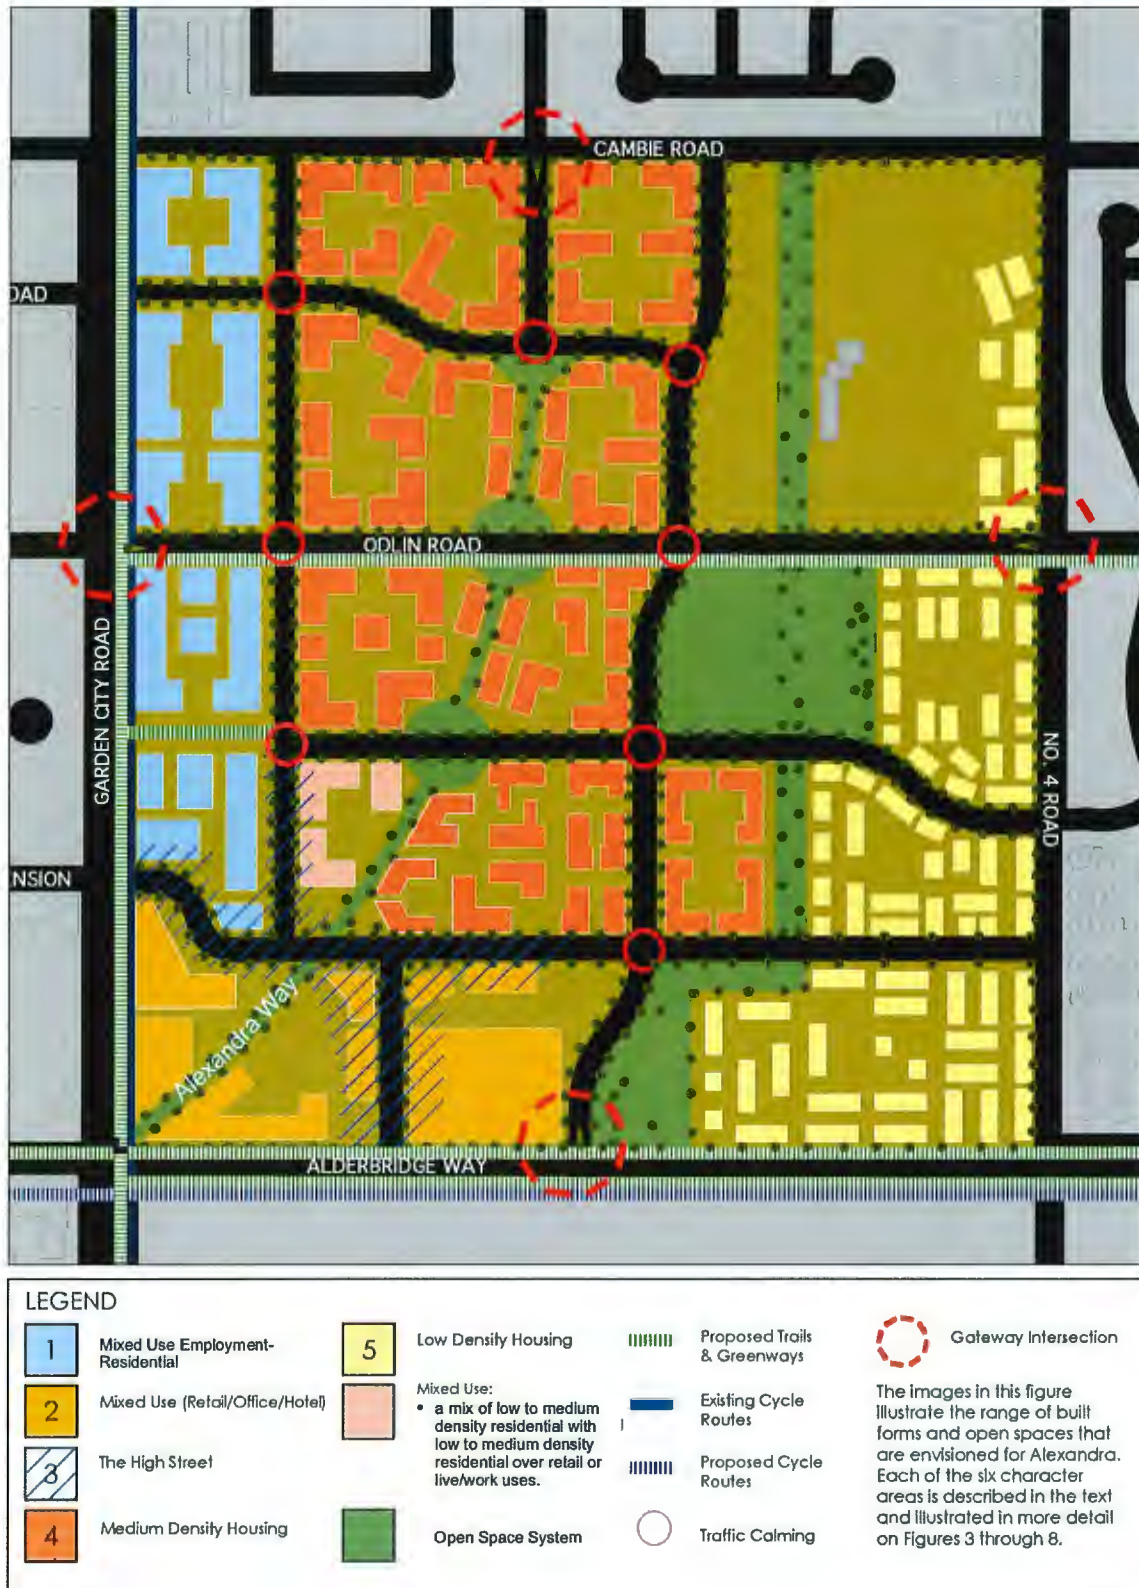 CAMBIE ROAD
OAD
ODLIN ROAD
GARDEN CITY ROAD
NO. 4 ROAD
NSION
Alexandra Way
ALDERBRIDGE WAY
LEGEND
1
Mixed Use Employment-
Residential
2
Mixed Use (Retail/Office/Hotel)
3
The High Street
4
Medium Density Housing
5
Low Density Housing
Mixed Use:
• a mix of low to medium
density residential with
low to medium density
residential over retail or
live/work uses.
Open Space System
Proposed Trails
& Greenways
Existing Cycle
Routes
Proposed Cycle
Routes
Traffic Calming
Gateway Intersection
The images in this figure
illustrate the range of built
forms and open spaces that
are envisioned for Alexandra.
Each of the six character
areas is described in the text
and illustrated in more detail
on Figures 3 through 8.